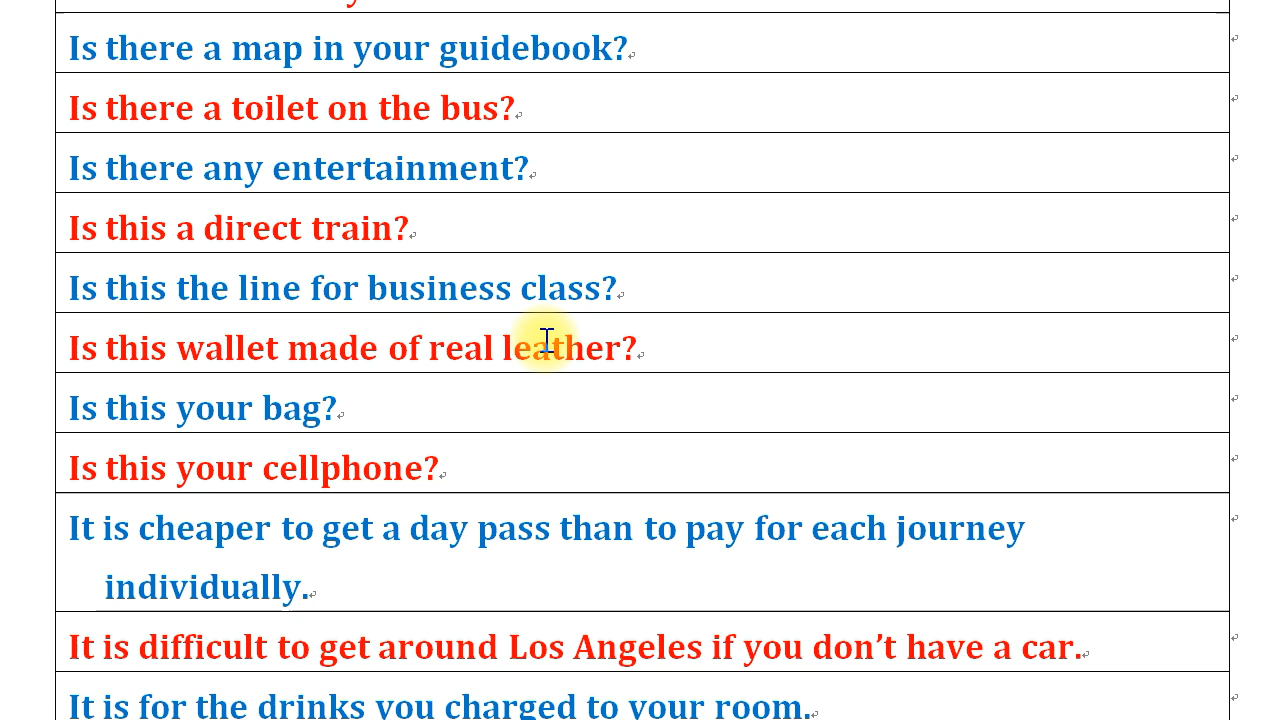 Is there a map in your guidebook?
Is there a toilet on the bus?
Is there any entertainment?
Is this a direct train?
Is this the line for business class?
Is this wallet made of real leather?
Is this your bag?
Is this your cellphone?
It is cheaper to get a day pass than to pay for each journey
individually.
It is difficult to get around Los Angeles if you don’t have a car.
It is for the drinks you charged to your room.